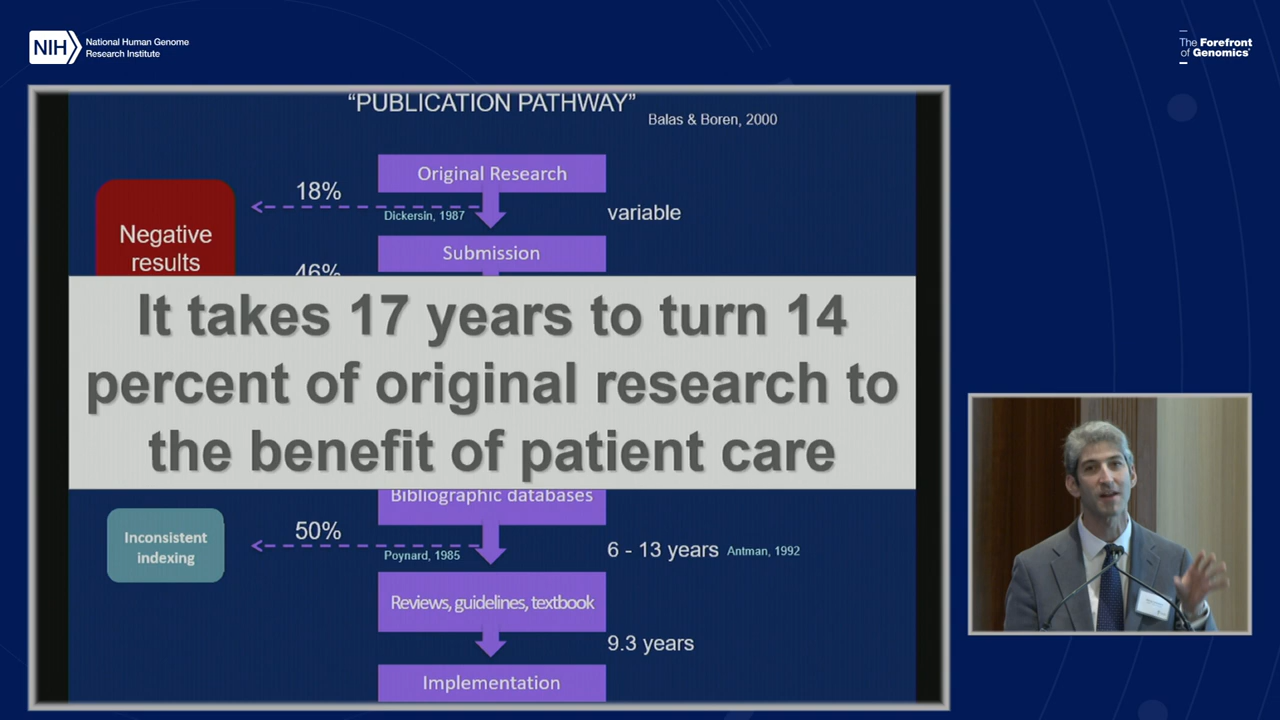 NIH
National Human Genome
Research Institute
The Forefront
of Genomics®
“PUBLICATION PATHWAY”
Balas & Boren, 2000
Original Research
18%
Dickersin, 1987
variable
Negative
results
Submission
46%
It takes 17 years to turn 14
percent of original research to
the benefit of patient care
Bibliographic databases
Inconsistent
indexing
50%
Poynard, 1985
6 - 13 years
Antman, 1992
Reviews, guidelines, textbook
9.3 years
Implementation